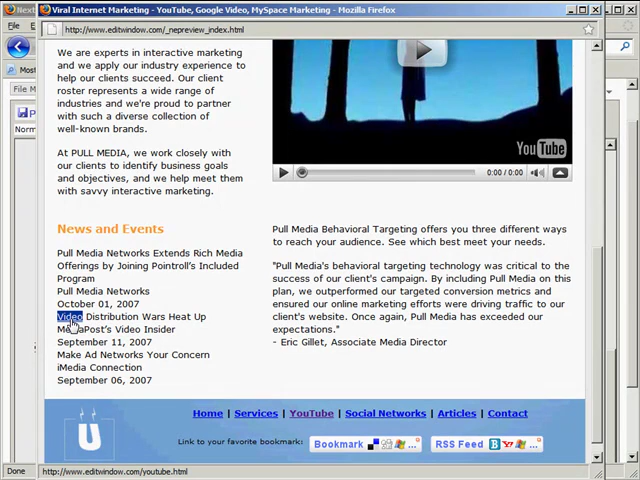 Viral Internet Marketing - YouTube, Google Video, MySpace Marketing - Mozilla Firefox
http://www.editwindow.com/_nepreview_index.html
Next
File
Most
File M
P
Norm
We are experts in interactive marketing
and we apply our industry experience to
help our clients succeed. Our client
roster represents a wide range of
industries and we're proud to partner
with such a diverse collection of
well-known brands.
At PULL MEDIA, we work closely with
our clients to identify business goals
and objectives, and we help meet them
with savvy interactive marketing.
YouTube
0:00 / 0:00
News and Events
Pull Media Networks Extends Rich Media
Offerings by Joining Pointroll's Included
Program
Pull Media Networks
October 01, 2007
Video Distribution Wars Heat Up
MediaPost's Video Insider
September 11, 2007
Make Ad Networks Your Concern
iMedia Connection
September 06, 2007
Pull Media Behavioral Targeting offers you three different ways
to reach your audience. See which best meet your needs.
"Pull Media's behavioral targeting technology was critical to the
success of our client's campaign. By including Pull Media on this
plan, we outperformed our targeted conversion metrics and
ensured our online marketing efforts were driving traffic to our
client's website. Once again, Pull Media has exceeded our
expectations."
- Eric Gillet, Associate Media Director
Home | Services | YouTube | Social Networks | Articles | Contact
Link to your favorite bookmark:
Bookmark
RSS Feed
Done
http://www.editwindow.com/youtube.html